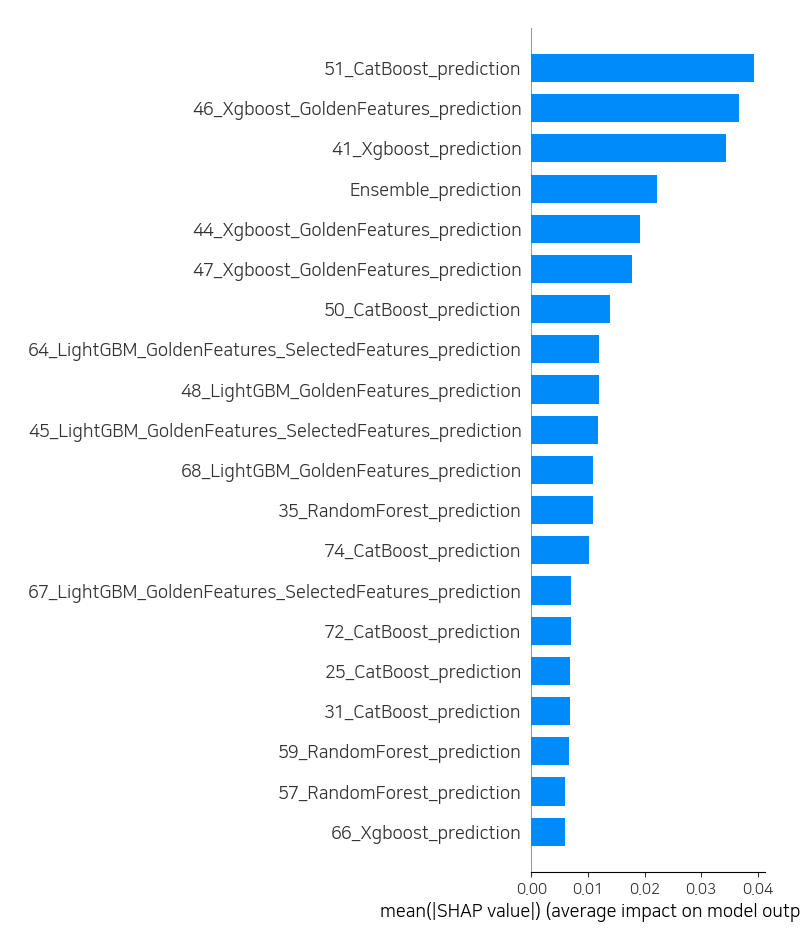 51_CatBoost_prediction
46_Xgboost_GoldenFeatures_prediction
41_Xgboost_prediction
Ensemble_prediction
44_Xgboost_GoldenFeatures_prediction
47_Xgboost_GoldenFeatures_prediction
50_CatBoost_prediction
64_LightGBM_GoldenFeatures_SelectedFeatures_prediction
48_LightGBM_GoldenFeatures_prediction
45_LightGBM_GoldenFeatures_SelectedFeatures_prediction
68_LightGBM_GoldenFeatures_prediction
35_RandomForest_prediction
74_CatBoost_prediction
67_LightGBM_GoldenFeatures_SelectedFeatures_prediction
72_CatBoost_prediction
25_CatBoost_prediction
31_CatBoost_prediction
59_RandomForest_prediction
57_RandomForest_prediction
66_Xgboost_prediction
0.00 0.01 0.02 0.03 0.04
mean(|SHAP value|) (average impact on model outp